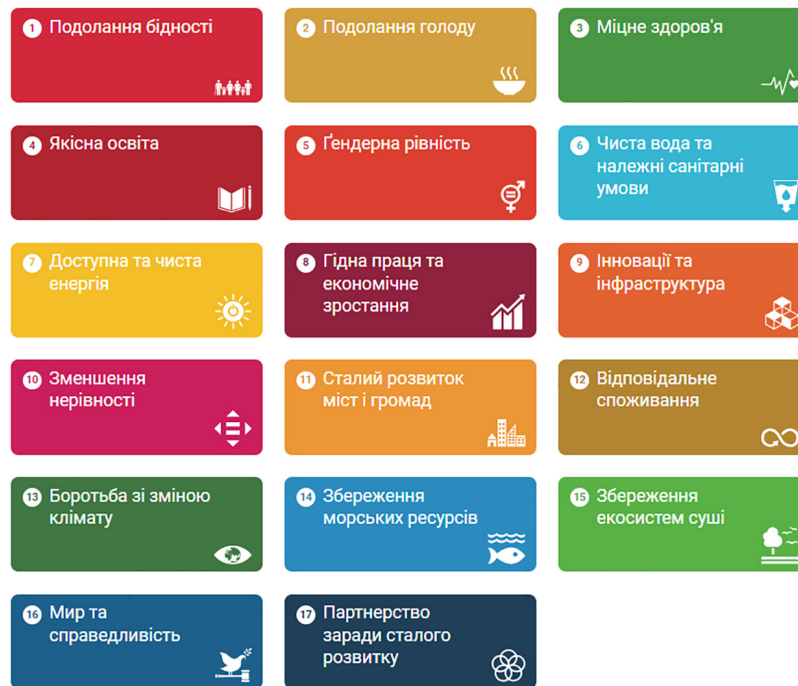 1 Подолання бідності
2 Подолання голоду
3 Міцне здоров'я
4 Якісна освіта
5 Ґендерна рівність
6 Чиста вода та
належні санітарні
умови
7 Доступна та чиста
енергія
8 Гідна праця та
економічне
зростання
9 Інновації та
інфраструктура
10 Зменшення
нерівності
11 Сталий розвиток
міст і громад
12 Відповідальне
споживання
13 Боротьба зі зміною
клімату
14 Збереження
морських ресурсів
15 Збереження
екосистем суші
16 Мир та
справедливість
17 Партнерство
заради сталого
розвитку